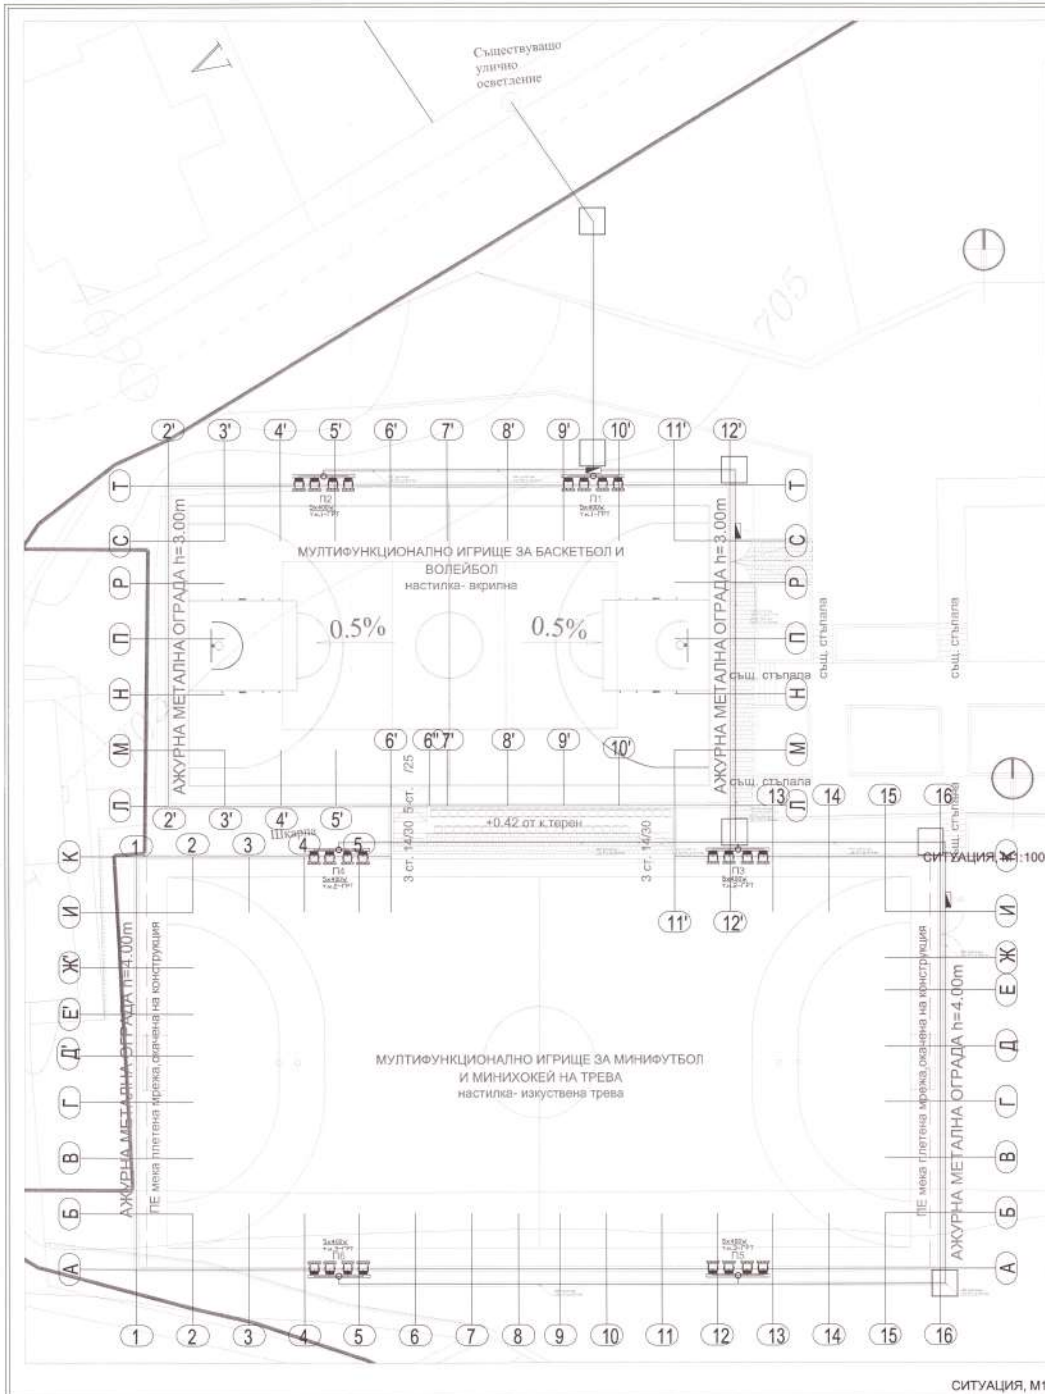 Съществуващо
улично
осветление
705
2' 3' 4' 5' 6' 7' 8' 9' 10' 11' 12'
Т
С
Р
П
Н
М
Л
К
И
Ж'
Е'
Д'
Г
В
Б
А
Т
С
Р
П
Н
М
Л
И
Ж
Е
Д
Г
В
Б
А
П2
П1
АЖУРНА МЕТАЛНА ОГРАДА h=3.00m
АЖУРНА МЕТАЛНА ОГРАДА h=3.00m
МУЛТИФУНКЦИОНАЛНО ИГРИЩЕ ЗА БАСКЕТБОЛ И
ВОЛЕЙБОЛ
настилка- акрилна
0.5%
0.5%
същ. стъпала
същ. стъпала
същ. стъпала
същ. стъпала
същ. стъпала
6' 6" 7' 8' 9' 10'
2' 3' 4' 5'
13 14 15 16
Шкарпа
3 ст. 14/30 5 ст. /25
+0.42 от к.терен
3 ст. 14/30
1 2 3 4 5
П4
П3
СИТУАЦИЯ, М1:100
11' 12'
АЖУРНА МЕТАЛНА ОГРАДА h=4.00m
ПЕ мека плетена мрежа,окачена на конструкция
МУЛТИФУНКЦИОНАЛНО ИГРИЩЕ ЗА МИНИФУТБОЛ
И МИНИХОКЕЙ НА ТРЕВА
настилка- изкуствена трева
ПЕ мека плетена мрежа,окачена на конструкция
АЖУРНА МЕТАЛНА ОГРАДА h=4.00m
П6
П5
1 2 3 4 5 6 7 8 9 10 11 12 13 14 15 16
СИТУАЦИЯ, М1